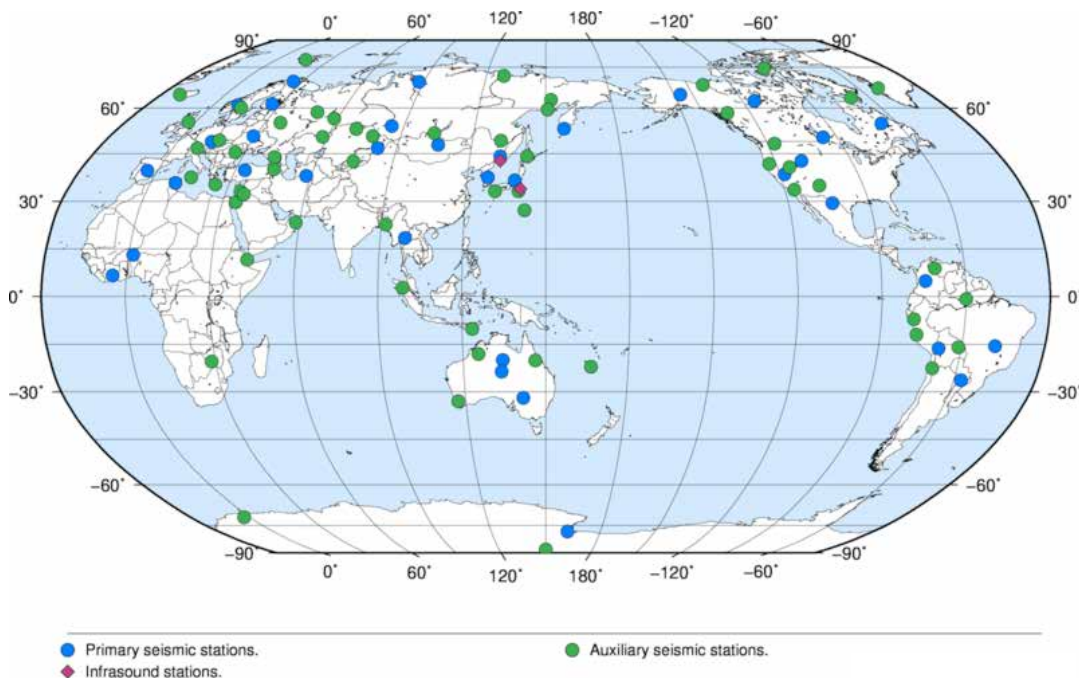 0˚ 60˚ 120˚ 180˚ −120˚ −60˚
90˚ 90˚
60˚ 60˚
30˚ 30˚
0˚ 0˚
−30˚ −30˚
−60˚ −60˚
−90˚ −90˚
0˚ 60˚ 120˚ 180˚ −120˚ −60˚
Primary seismic stations. Auxiliary seismic stations.
Infrasound stations.